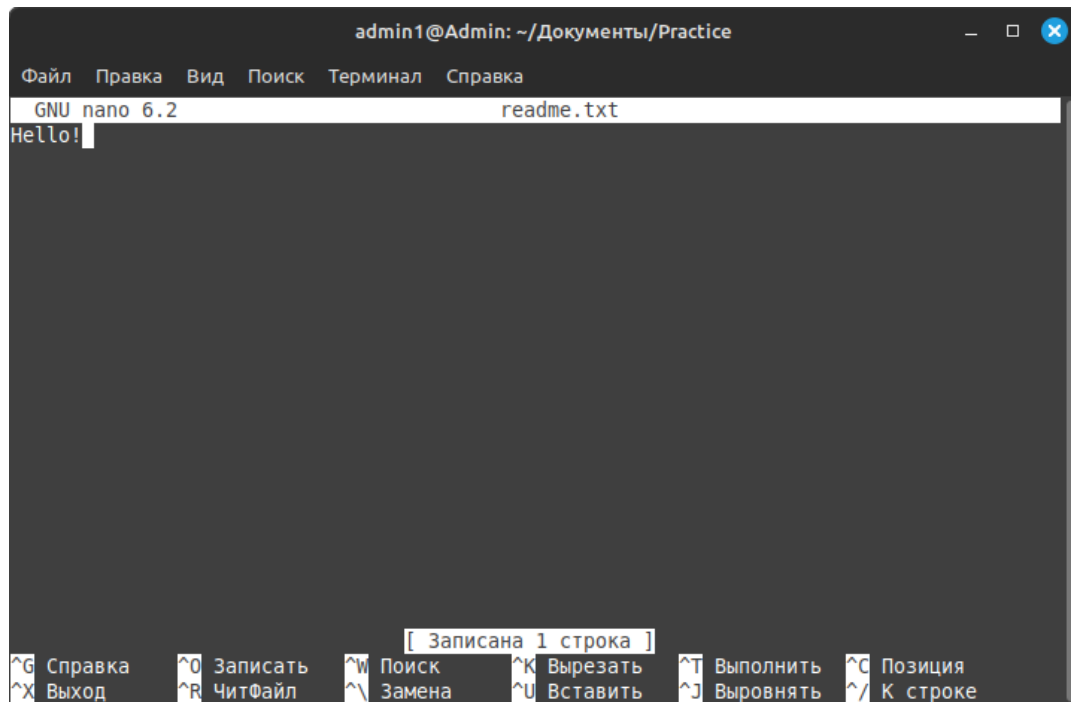 admin1@Admin: ~/Документы/Practice
Файл Правка Вид Поиск Терминал Справка
GNU nano 6.2 readme.txt
Hello!
[ Записана 1 строка ]
^G Справка ^O Записать ^W Поиск ^K Вырезать ^T Выполнить ^C Позиция
^X Выход ^R ЧитФайл ^\ Замена ^U Вставить ^J Выровнять ^/ К строке